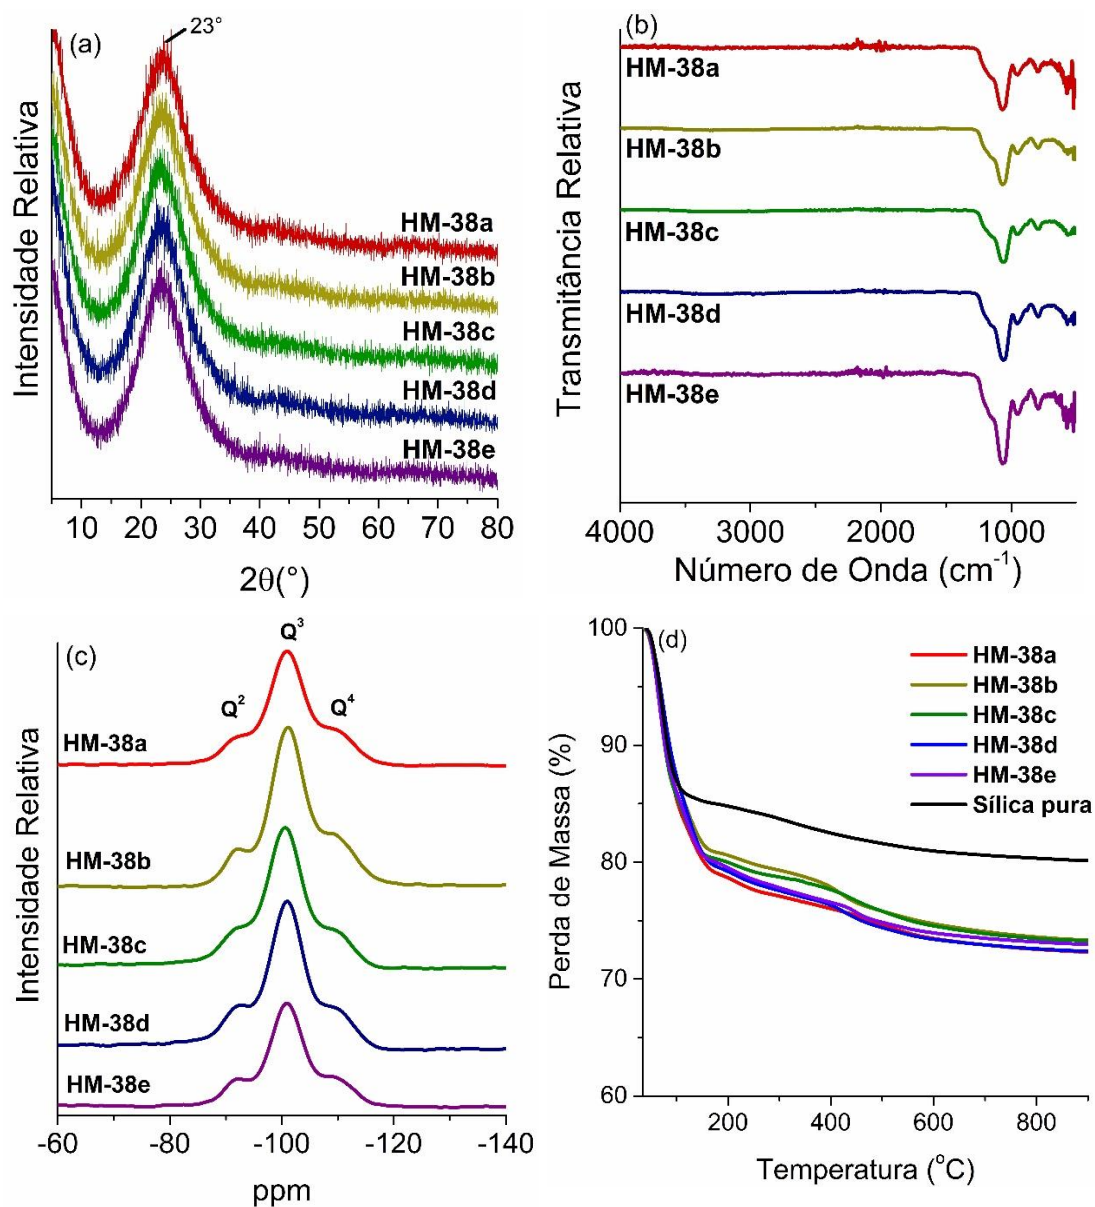 (a)
23°
HM-38a
HM-38b
HM-38c
HM-38d
HM-38e
Intensidade Relativa
10 20 30 40 50 60 70 80
2θ(°)
(b)
HM-38a
HM-38b
HM-38c
HM-38d
HM-38e
Transmitância Relativa
4000 3000 2000 1000
Número de Onda (cm⁻¹)
(c)
Q² Q³ Q⁴
HM-38a
HM-38b
HM-38c
HM-38d
HM-38e
Intensidade Relativa
-60 -80 -100 -120 -140
ppm
(d)
HM-38a
HM-38b
HM-38c
HM-38d
HM-38e
Sílica pura
Perda de Massa (%)
100
90
80
70
60
200 400 600 800
Temperatura (°C)